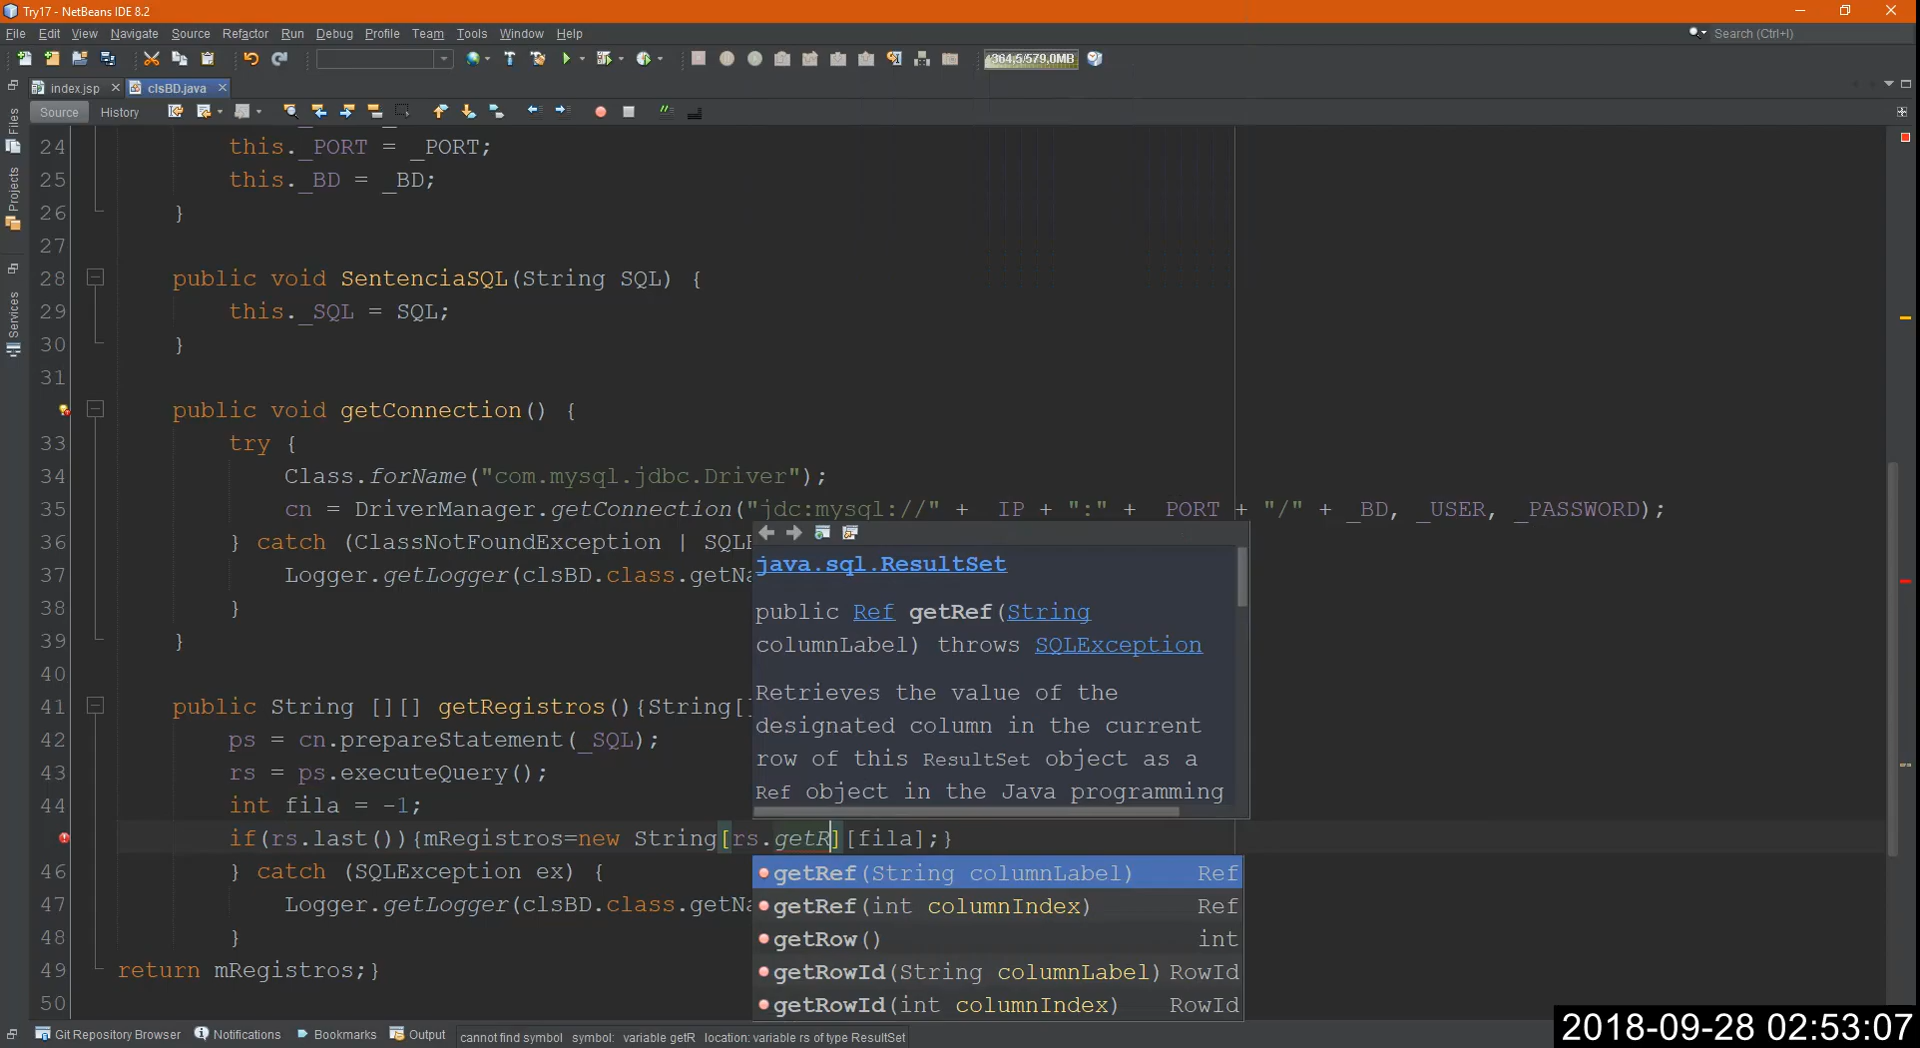 Try17 - NetBeans IDE 8.2
File Edit View Navigate Source Refactor Run Debug Profile Team Tools Window Help
Search (Ctrl+I)
364,5/579,0MB
index.jsp clsBD.java
Source History
Files
Projects
Services
24 this._PORT = _PORT;
25 this._BD = _BD;
26 }
27
28 public void SentenciaSQL(String SQL) {
29 this._SQL = SQL;
30 }
31
public void getConnection() {
33 try {
34 Class.forName("com.mysql.jdbc.Driver");
35 cn = DriverManager.getConnection("jdc:mysql://" + IP + ":" + PORT + "/" + _BD, _USER, _PASSWORD);
36 } catch (ClassNotFoundException | SQLE
37 Logger.getLogger(clsBD.class.getNa
38 }
39 }
40
41 public String [][] getRegistros(){String[
42 ps = cn.prepareStatement(_SQL);
43 rs = ps.executeQuery();
44 int fila = -1;
if(rs.last()){mRegistros=new String[rs.getR][fila];}
46 } catch (SQLException ex) {
47 Logger.getLogger(clsBD.class.getNa
48 }
49 return mRegistros;}
50
java.sql.ResultSet
public Ref getRef(String
columnLabel) throws SQLException
Retrieves the value of the
designated column in the current
row of this ResultSet object as a
Ref object in the Java programming
getRef(String columnLabel) Ref
getRef(int columnIndex) Ref
getRow() int
getRowId(String columnLabel) RowId
getRowId(int columnIndex) RowId
Git Repository Browser Notifications Bookmarks Output cannot find symbol symbol: variable getR location: variable rs of type ResultSet
2018-09-28 02:53:07